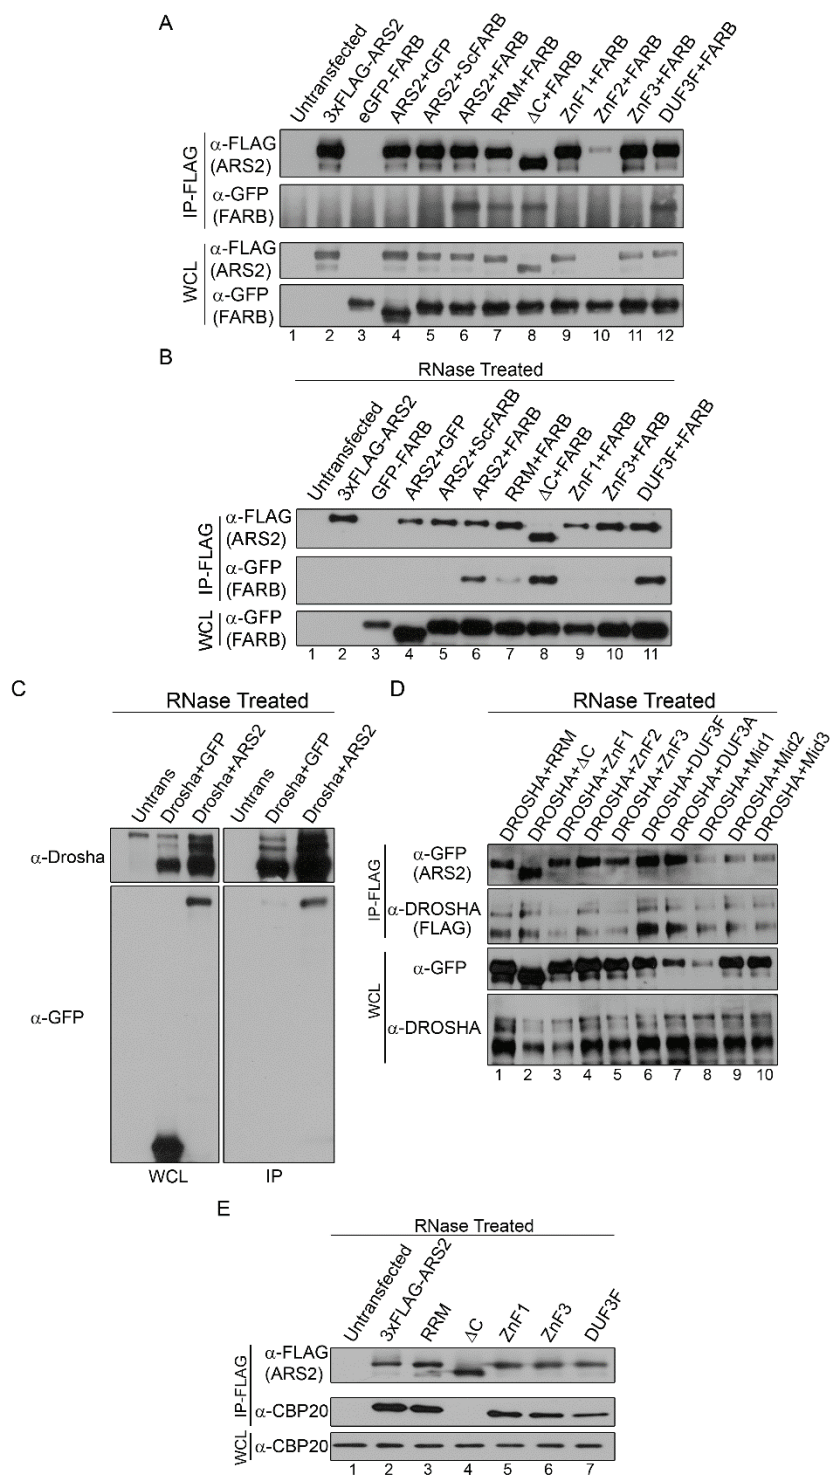 A
Untransfected
3xFLAG-ARS2
eGFP-FARB
ARS2+GFP
ARS2+ScFARB
ARS2+FARB
RRM+FARB
ΔC+FARB
ZnF1+FARB
ZnF2+FARB
ZnF3+FARB
DUF3F+FARB
IP-FLAG
α-FLAG
(ARS2)
α-GFP
(FARB)
WCL
α-FLAG
(ARS2)
α-GFP
(FARB)
1 2 3 4 5 6 7 8 9 10 11 12
B
RNase Treated
Untransfected
3xFLAG-ARS2
GFP-FARB
ARS2+GFP
ARS2+ScFARB
ARS2+FARB
RRM+FARB
ΔC+FARB
ZnF1+FARB
ZnF3+FARB
DUF3F+FARB
IP-FLAG
α-FLAG
(ARS2)
α-GFP
(FARB)
WCL
α-GFP
(FARB)
1 2 3 4 5 6 7 8 9 10 11
C
RNase Treated
Untrans
Drosha+GFP
Drosha+ARS2
Untrans
Drosha+GFP
Drosha+ARS2
α-Drosha
α-GFP
WCL IP
D
RNase Treated
DROSHA+RRM
DROSHA+ΔC
DROSHA+ZnF1
DROSHA+ZnF2
DROSHA+ZnF3
DROSHA+DUF3F
DROSHA+DUF3A
DROSHA+Mid1
DROSHA+Mid2
DROSHA+Mid3
IP-FLAG
α-GFP
(ARS2)
α-DROSHA
(FLAG)
WCL
α-GFP
α-DROSHA
1 2 3 4 5 6 7 8 9 10
E
RNase Treated
Untransfected
3xFLAG-ARS2
RRM
ΔC
ZnF1
ZnF3
DUF3F
IP-FLAG
α-FLAG
(ARS2)
α-CBP20
WCL
α-CBP20
1 2 3 4 5 6 7